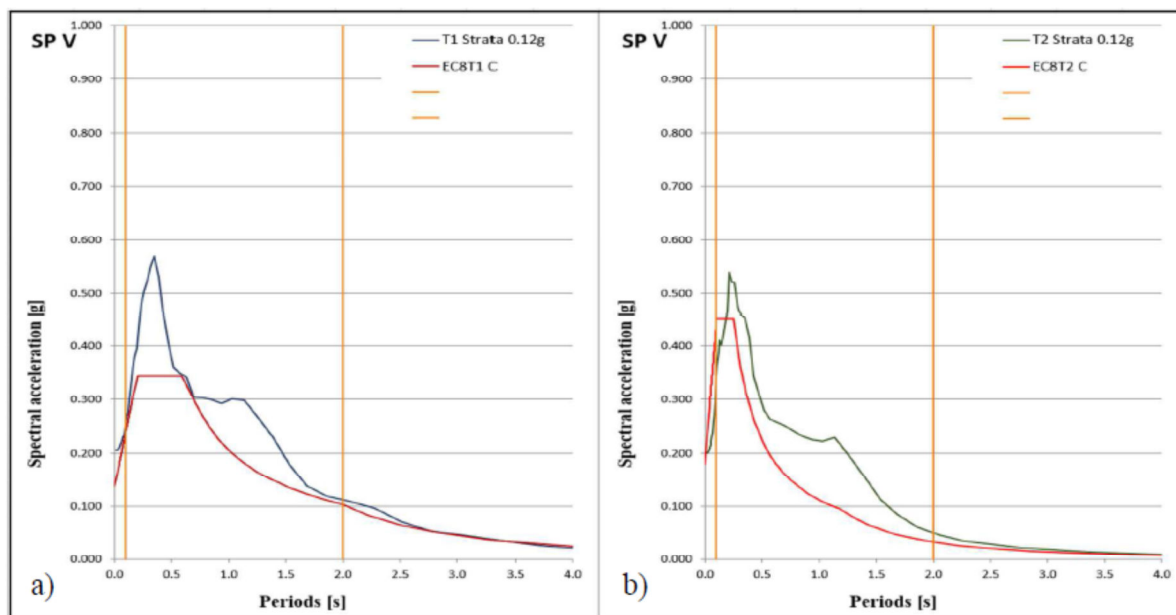 SP V
T1 Strata 0.12g
EC8T1 C
1.000
0.900
0.800
0.700
0.600
0.500
0.400
0.300
0.200
0.100
0.000
Spectral acceleration [g]
0.0 0.5 1.0 1.5 2.0 2.5 3.0 3.5 4.0
Periods [s]
a)
SP V
T2 Strata 0.12g
EC8T2 C
1.000
0.900
0.800
0.700
0.600
0.500
0.400
0.300
0.200
0.100
0.000
Spectral acceleration [g]
0.0 0.5 1.0 1.5 2.0 2.5 3.0 3.5 4.0
Periods [s]
b)